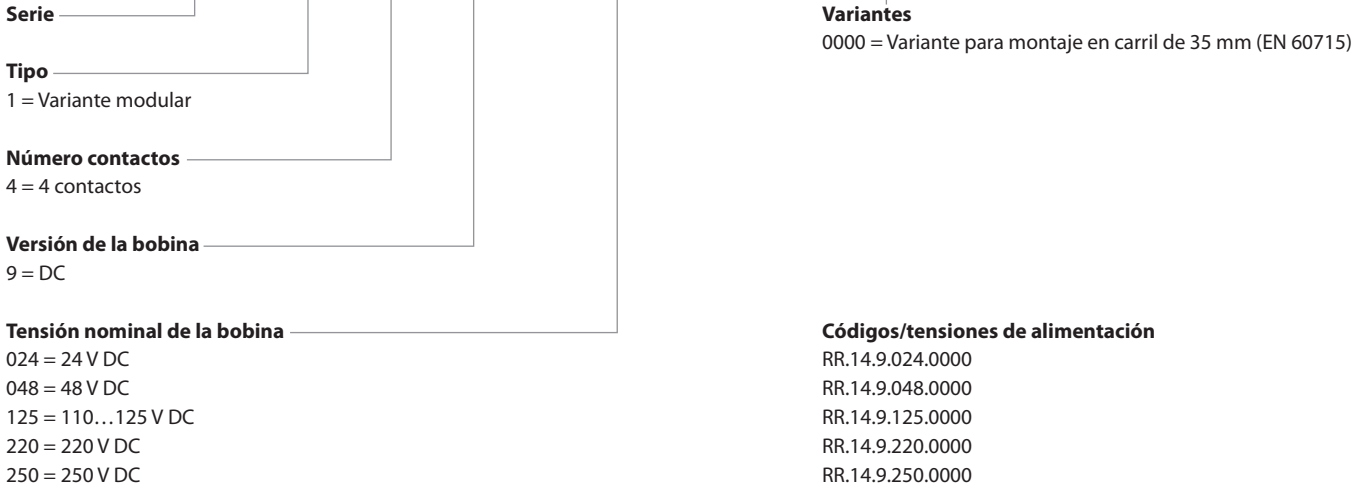 Serie
Tipo
1 = Variante modular
Número contactos
4 = 4 contactos
Versión de la bobina
9 = DC
Tensión nominal de la bobina
024 = 24 V DC
048 = 48 V DC
125 = 110…125 V DC
220 = 220 V DC
250 = 250 V DC
Variantes
0000 = Variante para montaje en carril de 35 mm (EN 60715)
Códigos/tensiones de alimentación
RR.14.9.024.0000
RR.14.9.048.0000
RR.14.9.125.0000
RR.14.9.220.0000
RR.14.9.250.0000